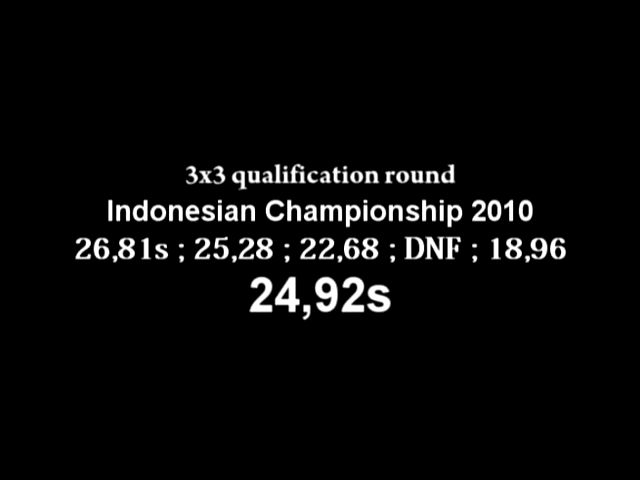 3x3 qualification round
Indonesian Championship 2010
26,81s ; 25,28 ; 22,68 ; DNF ; 18,96
24,92s